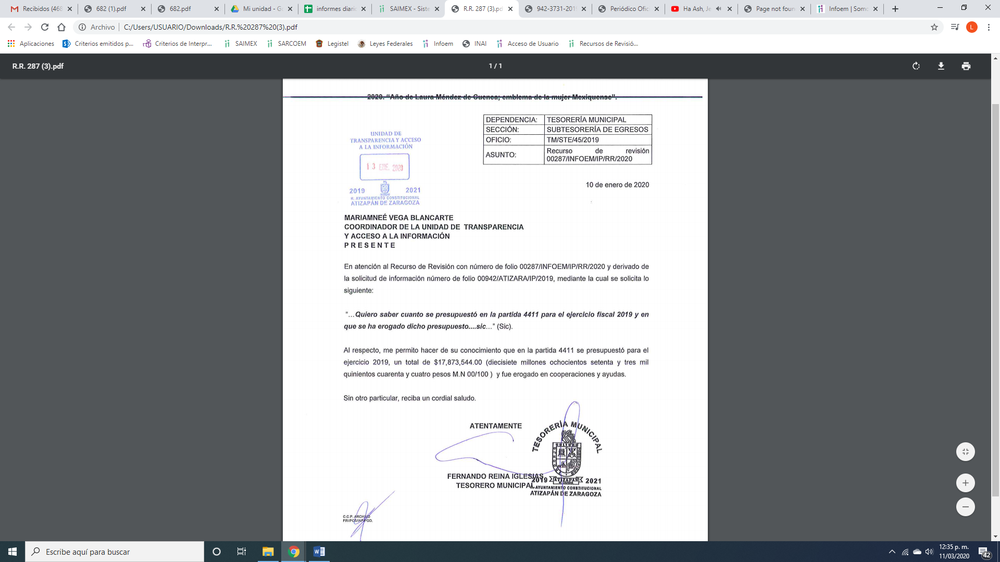 Recibidos (468
682 (1).pdf
682.pdf
Mi unidad - Go
informes diario
SAIMEX - Siste
R.R. 287 (3).pd
942-3731-201
Periódico Ofic
Ha Ash, Je
Page not foun
Infoem | Somo
Archivo
C:/Users/USUARIO/Downloads/R.R.%20287%20(3).pdf
L
Aplicaciones
Criterios emitidos p...
Criterios de Interpr...
SAIMEX
SARCOEM
Legistel
Leyes Federales
Infoem
INAI
Acceso de Usuario
Recursos de Revisió...
R.R. 287 (3).pdf
1 / 1
2020. “Año de Laura Méndez de Cuenca; emblema de la mujer Mexiquense”.
DEPENDENCIA: TESORERÍA MUNICIPAL
SECCIÓN: SUBTESORERÍA DE EGRESOS
OFICIO: TM/STE/45/2019
ASUNTO: Recurso de revisión
00287/INFOEM/IP/RR/2020
UNIDAD DE
TRANSPARENCIA Y ACCESO
A LA INFORMACIÓN
13 ENE. 2020
2019 2021
H. AYUNTAMIENTO CONSTITUCIONAL
ATIZAPÁN DE ZARAGOZA
10 de enero de 2020
MARIAMNEÉ VEGA BLANCARTE
COORDINADOR DE LA UNIDAD DE TRANSPARENCIA
Y ACCESO A LA INFORMACIÓN
P R E S E N T E
En atención al Recurso de Revisión con número de folio 00287/INFOEM/IP/RR/2020 y derivado de
la solicitud de información número de folio 00942/ATIZARA/IP/2019, mediante la cual se solicita lo
siguiente:
“…Quiero saber cuanto se presupuestó en la partida 4411 para el ejercicio fiscal 2019 y en
que se ha erogado dicho presupuesto....sic…” (Sic).
Al respecto, me permito hacer de su conocimiento que en la partida 4411 se presupuestó para el
ejercicio 2019, un total de $17,873,544.00 (diecisiete millones ochocientos setenta y tres mil
quinientos cuarenta y cuatro pesos M.N 00/100 ) y fue erogado en cooperaciones y ayudas.
Sin otro particular, reciba un cordial saludo.
ATENTAMENTE
TESORERÍA MUNICIPAL
FERNANDO REINA IGLESIAS
TESORERO MUNICIPAL
2019 ATIZAPÁN 2021
H. AYUNTAMIENTO CONSTITUCIONAL
ATIZAPÁN DE ZARAGOZA
C.C.P. ARCHIVO
Escribe aquí para buscar
12:35 p. m.
11/03/2020
42